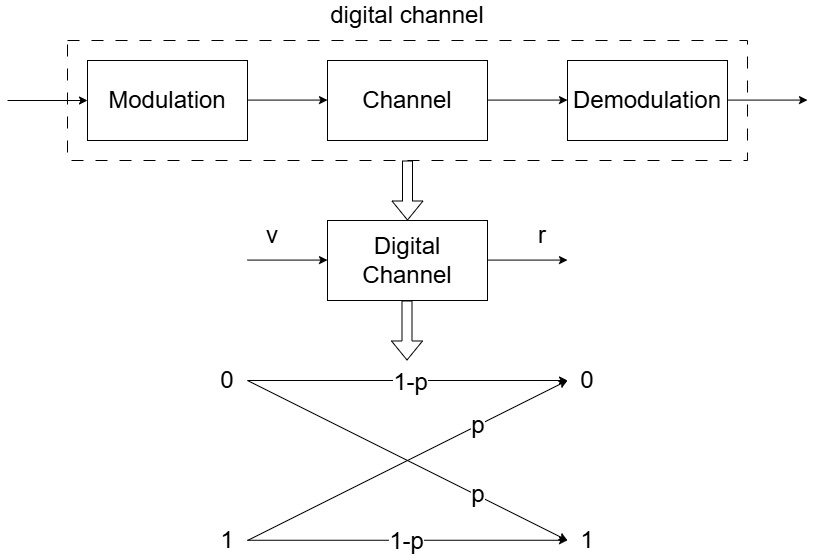 digital channel
Modulation
Channel
Demodulation
v
Digital
Channel
r
0
1-p
0
p
p
1
1-p
1